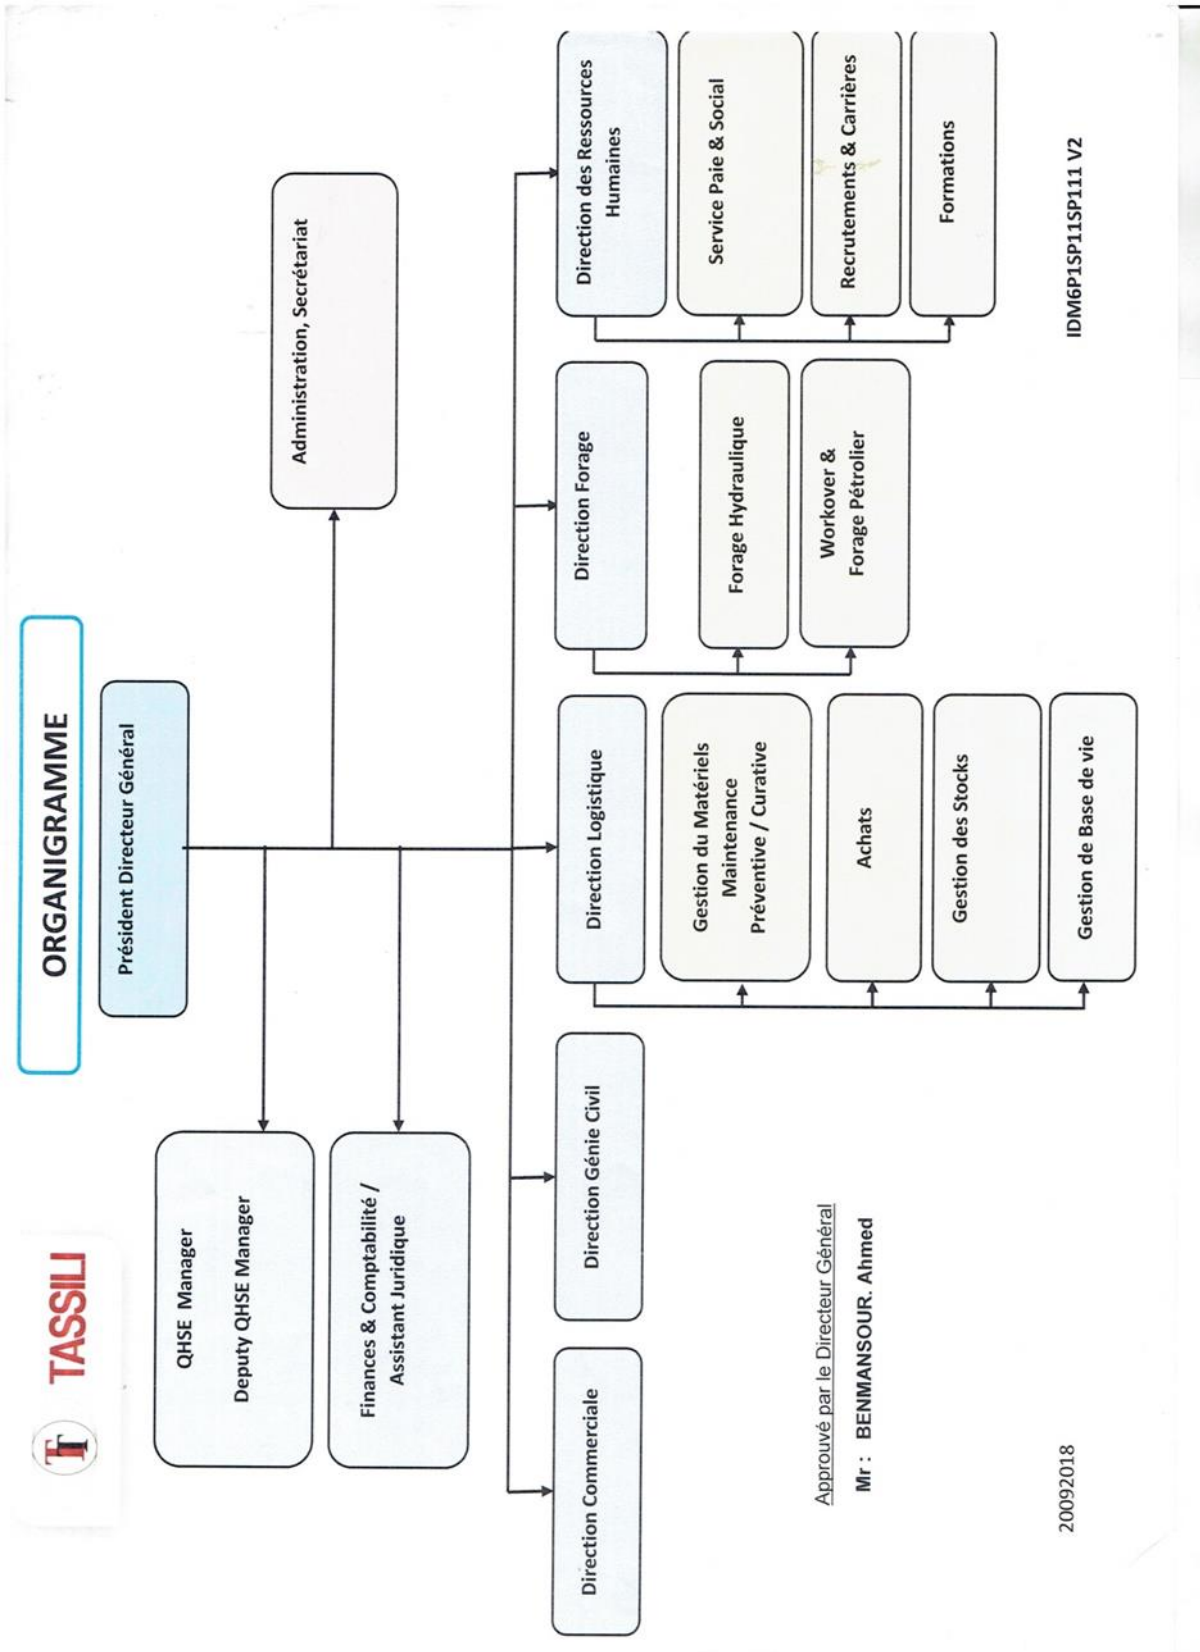 TT TASSILI
ORGANIGRAMME
Président Directeur Général
QHSE Manager
Deputy QHSE Manager
Administration, Secrétariat
Finances & Comptabilité /
Assistant Juridique
Direction Commerciale
Direction Génie Civil
Direction Logistique
Gestion du Matériels
Maintenance
Préventive / Curative
Achats
Gestion des Stocks
Gestion de Base de vie
Direction Forage
Forage Hydraulique
Workover &
Forage Pétrolier
Direction des Ressources
Humaines
Service Paie & Social
Recrutements & Carrières
Formations
Approuvé par le Directeur Général
Mr : BENMANSOUR. Ahmed
20092018
IDM6P1SP11SP111 V2